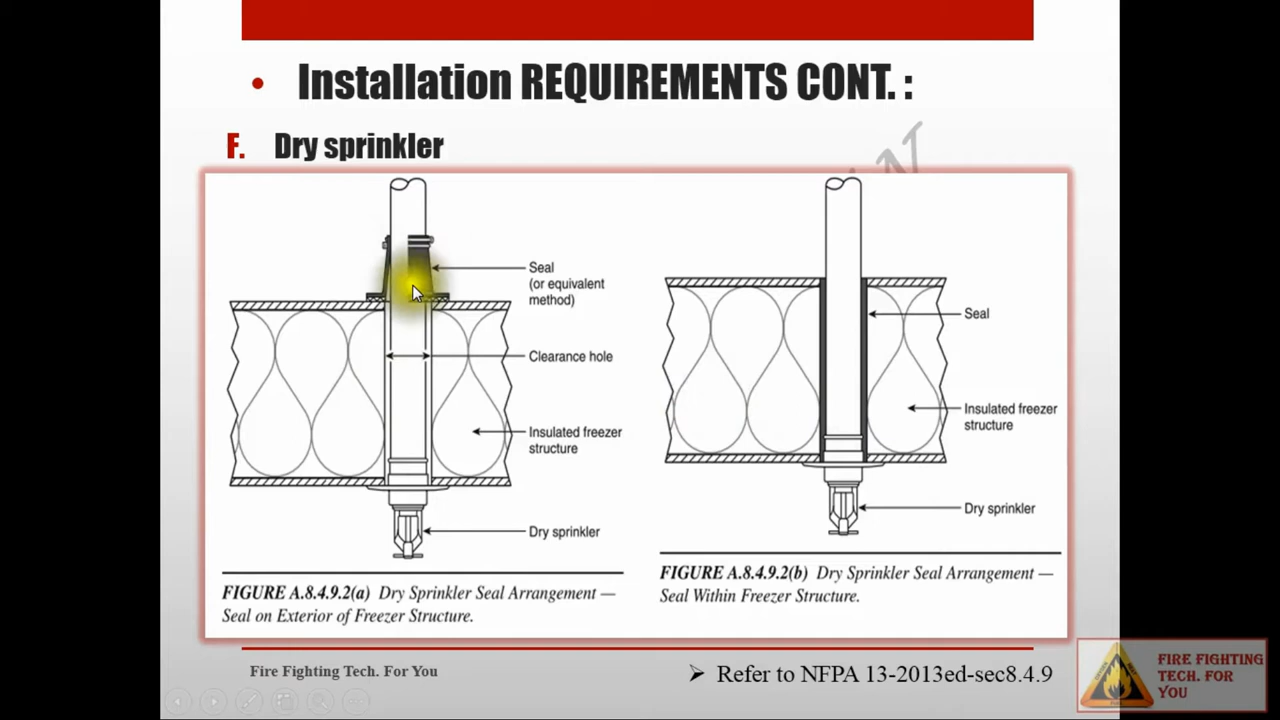 • Installation REQUIREMENTS CONT. :
F. Dry sprinkler
Seal
(or equivalent
method)
Clearance hole
Insulated freezer
structure
Dry sprinkler
FIGURE A.8.4.9.2(a) Dry Sprinkler Seal Arrangement —
Seal on Exterior of Freezer Structure.
Seal
Insulated freezer
structure
Dry sprinkler
FIGURE A.8.4.9.2(b) Dry Sprinkler Seal Arrangement —
Seal Within Freezer Structure.
Fire Fighting Tech. For You
➢ Refer to NFPA 13-2013ed-sec8.4.9
FIRE FIGHTING
TECH. FOR
YOU